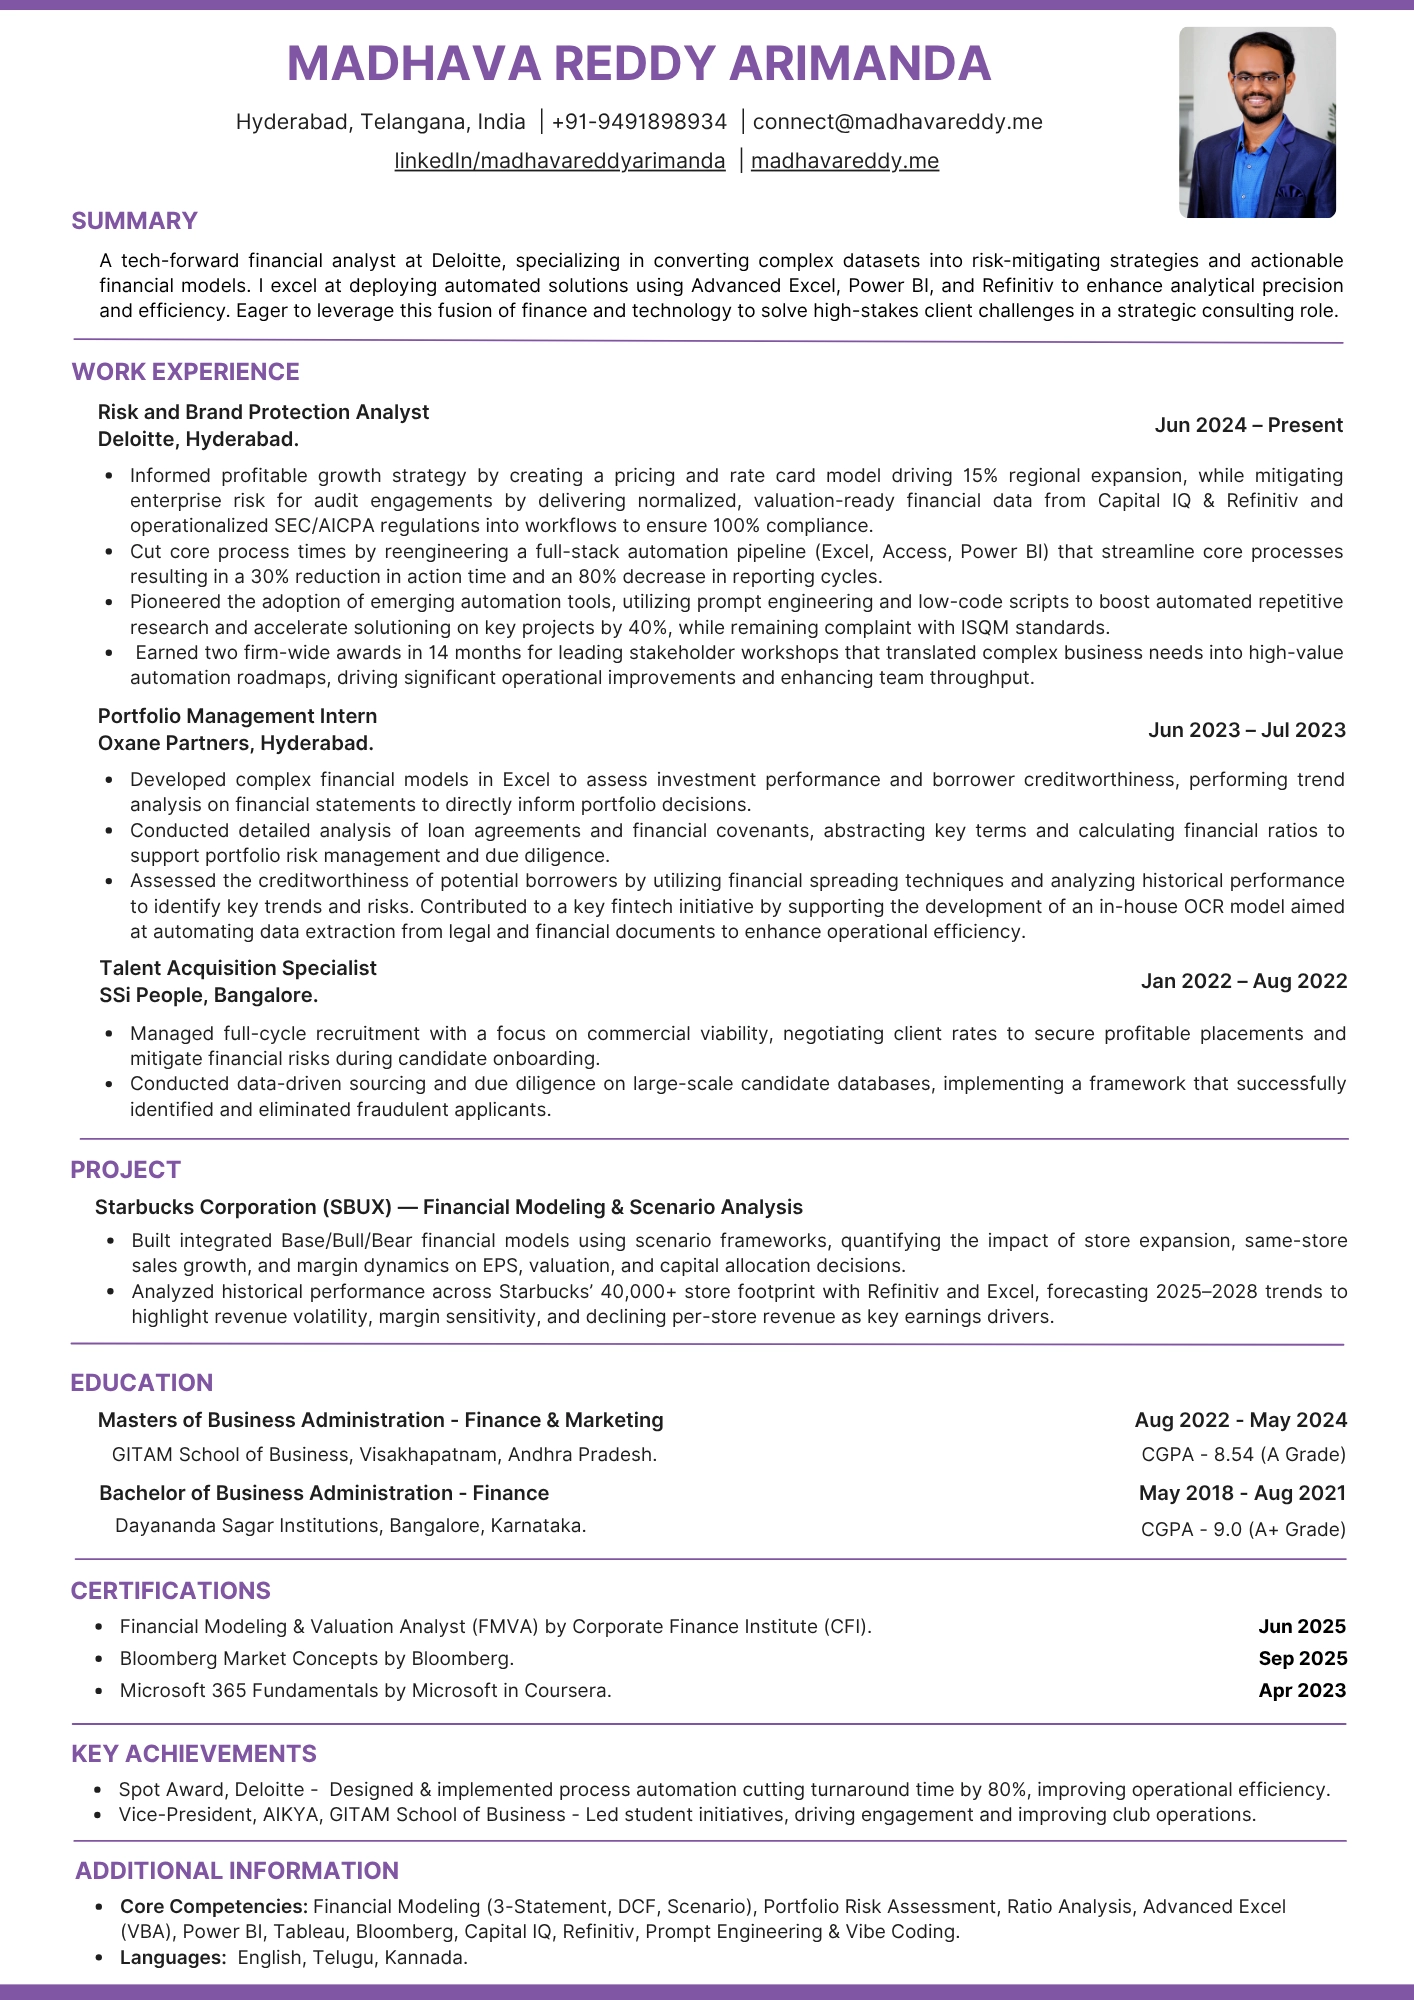 MADHAVA REDDY ARIMANDA
Hyderabad, Telangana, India | +91-9491898934 | connect@madhavareddy.me
linkedIn/madhavareddyarimanda | madhavareddy.me
SUMMARY
A tech-forward financial analyst at Deloitte, specializing in converting complex datasets into risk-mitigating strategies and actionable
financial models. I excel at deploying automated solutions using Advanced Excel, Power BI, and Refinitiv to enhance analytical precision
and efficiency. Eager to leverage this fusion of finance and technology to solve high-stakes client challenges in a strategic consulting role.
WORK EXPERIENCE
Risk and Brand Protection Analyst
Deloitte, Hyderabad.
Jun 2024 – Present
• Informed profitable growth strategy by creating a pricing and rate card model driving 15% regional expansion, while mitigating
enterprise risk for audit engagements by delivering normalized, valuation-ready financial data from Capital IQ & Refinitiv and
operationalized SEC/AICPA regulations into workflows to ensure 100% compliance.
• Cut core process times by reengineering a full-stack automation pipeline (Excel, Access, Power BI) that streamline core processes
resulting in a 30% reduction in action time and an 80% decrease in reporting cycles.
• Pioneered the adoption of emerging automation tools, utilizing prompt engineering and low-code scripts to boost automated repetitive
research and accelerate solutioning on key projects by 40%, while remaining complaint with ISQM standards.
• Earned two firm-wide awards in 14 months for leading stakeholder workshops that translated complex business needs into high-value
automation roadmaps, driving significant operational improvements and enhancing team throughput.
Portfolio Management Intern
Oxane Partners, Hyderabad.
Jun 2023 – Jul 2023
• Developed complex financial models in Excel to assess investment performance and borrower creditworthiness, performing trend
analysis on financial statements to directly inform portfolio decisions.
• Conducted detailed analysis of loan agreements and financial covenants, abstracting key terms and calculating financial ratios to
support portfolio risk management and due diligence.
• Assessed the creditworthiness of potential borrowers by utilizing financial spreading techniques and analyzing historical performance
to identify key trends and risks. Contributed to a key fintech initiative by supporting the development of an in-house OCR model aimed
at automating data extraction from legal and financial documents to enhance operational efficiency.
Talent Acquisition Specialist
SSi People, Bangalore.
Jan 2022 – Aug 2022
• Managed full-cycle recruitment with a focus on commercial viability, negotiating client rates to secure profitable placements and
mitigate financial risks during candidate onboarding.
• Conducted data-driven sourcing and due diligence on large-scale candidate databases, implementing a framework that successfully
identified and eliminated fraudulent applicants.
PROJECT
Starbucks Corporation (SBUX) — Financial Modeling & Scenario Analysis
• Built integrated Base/Bull/Bear financial models using scenario frameworks, quantifying the impact of store expansion, same-store
sales growth, and margin dynamics on EPS, valuation, and capital allocation decisions.
• Analyzed historical performance across Starbucks’ 40,000+ store footprint with Refinitiv and Excel, forecasting 2025–2028 trends to
highlight revenue volatility, margin sensitivity, and declining per-store revenue as key earnings drivers.
EDUCATION
Masters of Business Administration - Finance & Marketing Aug 2022 - May 2024
GITAM School of Business, Visakhapatnam, Andhra Pradesh. CGPA - 8.54 (A Grade)
Bachelor of Business Administration - Finance May 2018 - Aug 2021
Dayananda Sagar Institutions, Bangalore, Karnataka. CGPA - 9.0 (A+ Grade)
CERTIFICATIONS
• Financial Modeling & Valuation Analyst (FMVA) by Corporate Finance Institute (CFI). Jun 2025
• Bloomberg Market Concepts by Bloomberg. Sep 2025
• Microsoft 365 Fundamentals by Microsoft in Coursera. Apr 2023
KEY ACHIEVEMENTS
• Spot Award, Deloitte - Designed & implemented process automation cutting turnaround time by 80%, improving operational efficiency.
• Vice-President, AIKYA, GITAM School of Business - Led student initiatives, driving engagement and improving club operations.
ADDITIONAL INFORMATION
• Core Competencies: Financial Modeling (3-Statement, DCF, Scenario), Portfolio Risk Assessment, Ratio Analysis, Advanced Excel
(VBA), Power BI, Tableau, Bloomberg, Capital IQ, Refinitiv, Prompt Engineering & Vibe Coding.
• Languages: English, Telugu, Kannada.